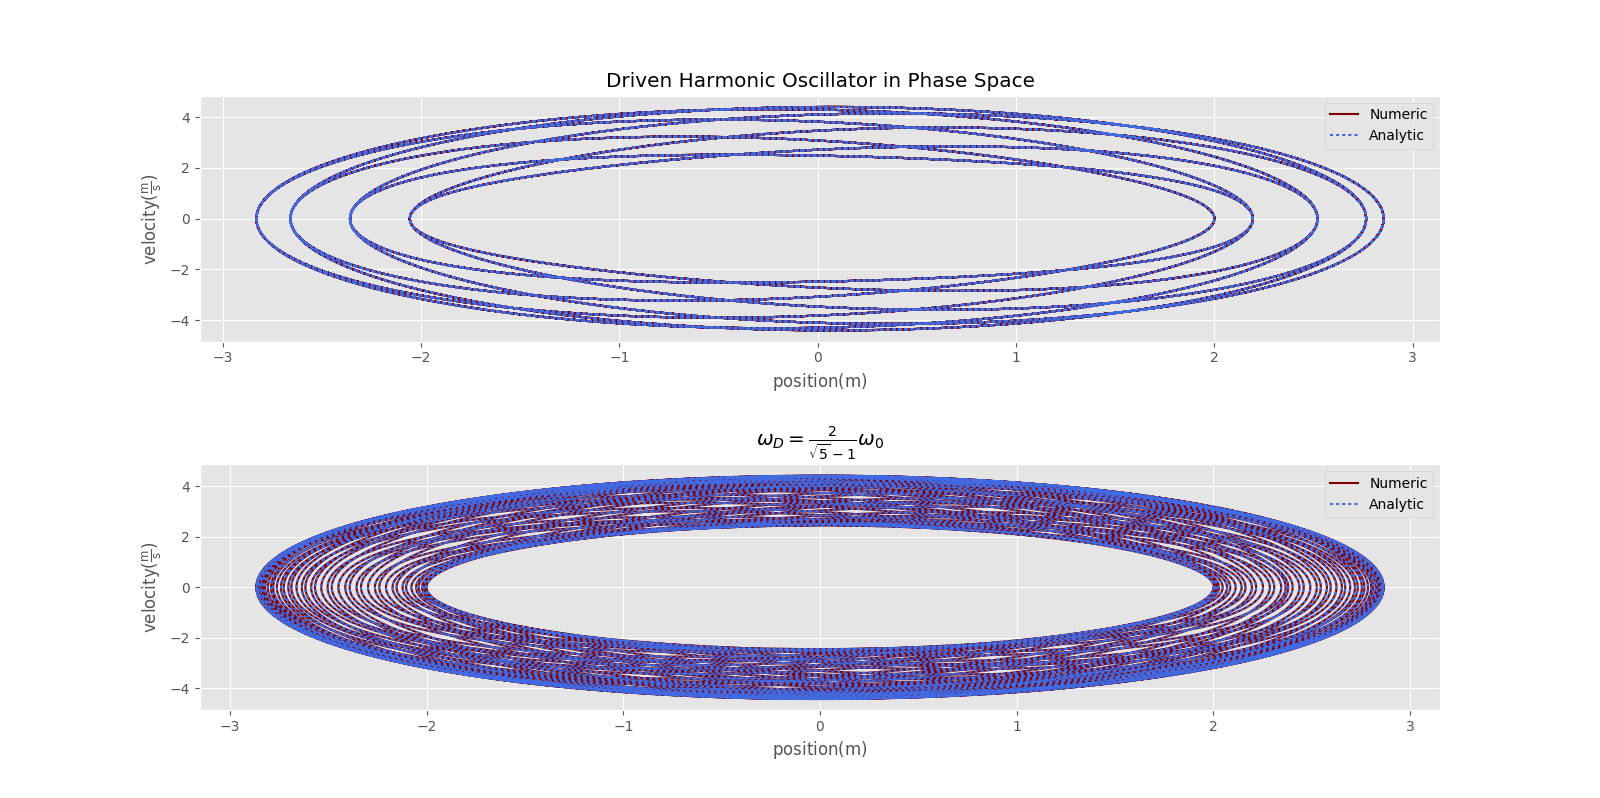 Driven Harmonic Oscillator in Phase Space
Numeric
Analytic
velocity(m/s)
4
2
0
−2
−4
−3 −2 −1 0 1 2 3
position(m)
ω_D = 2/(√5−1) ω_0
Numeric
Analytic
velocity(m/s)
4
2
0
−2
−4
−3 −2 −1 0 1 2 3
position(m)